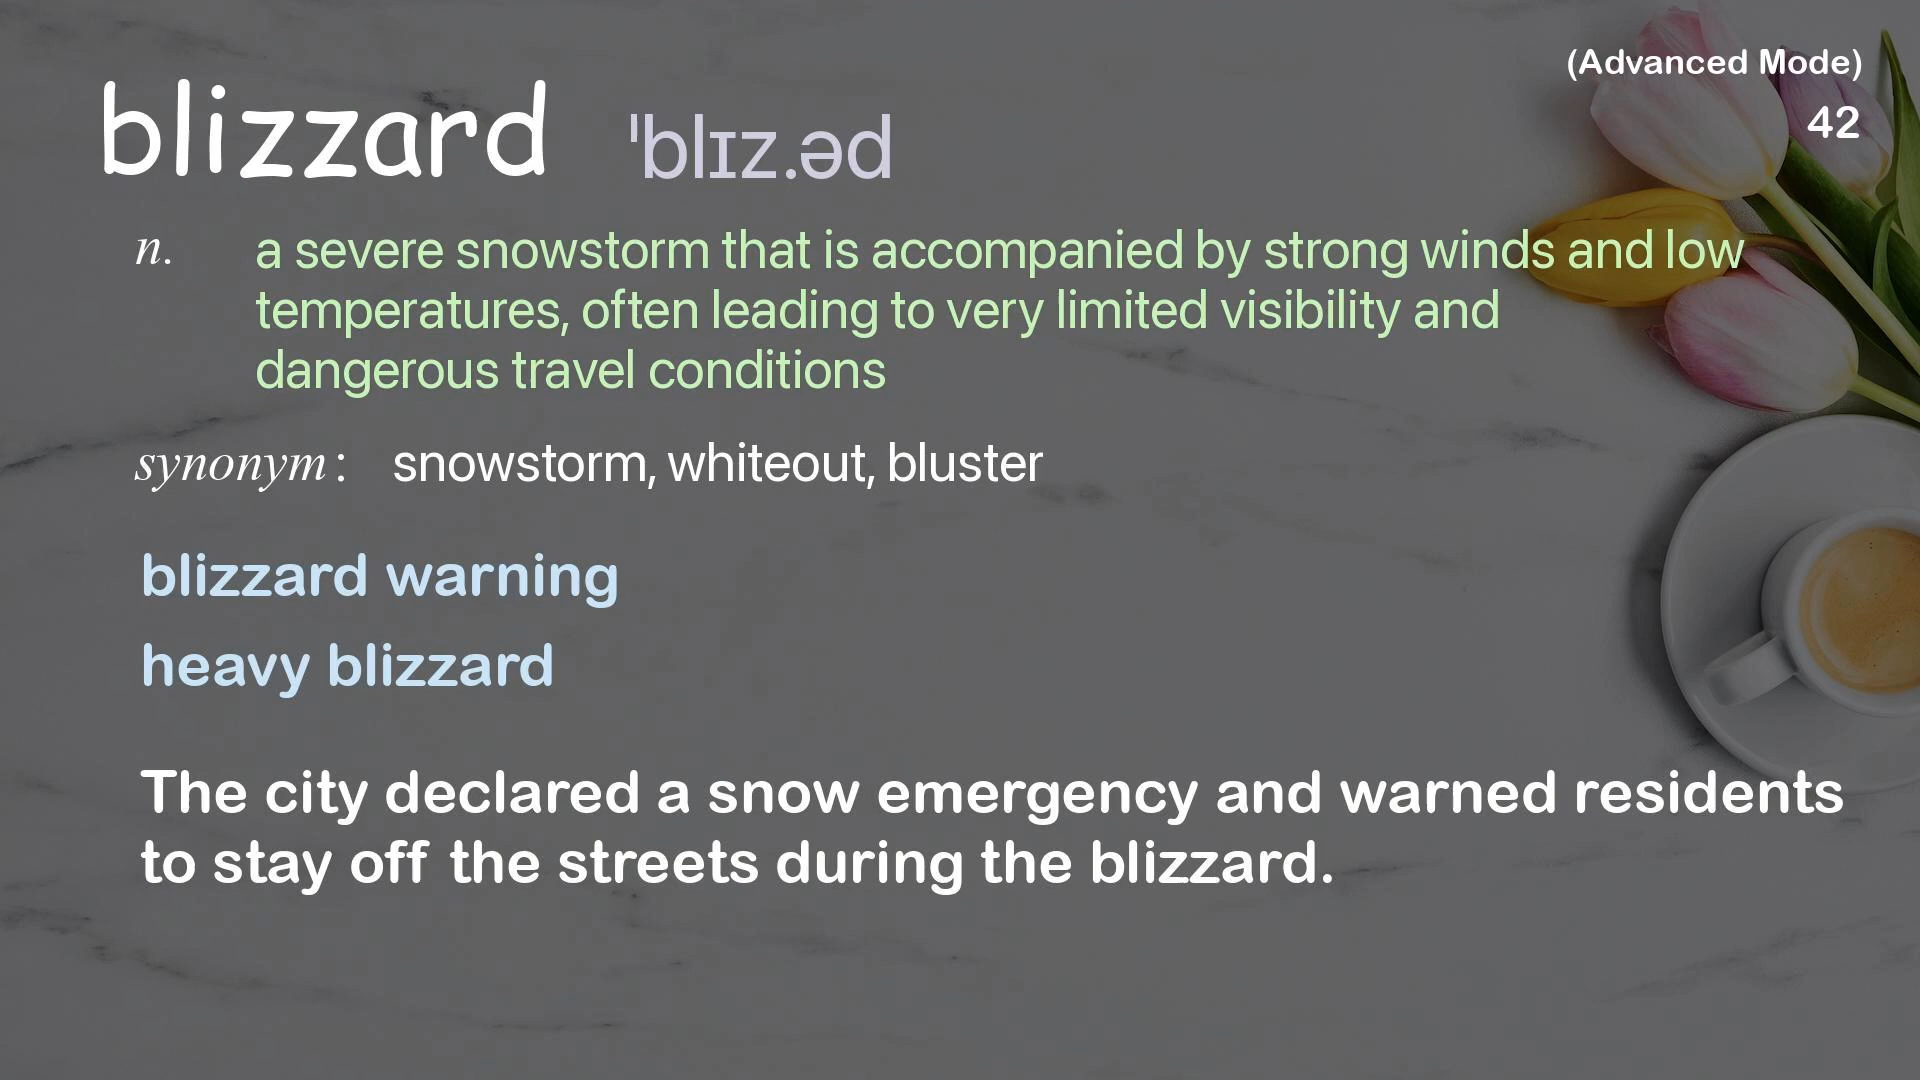 (Advanced Mode)
42
blizzard ˈblɪz.əd
n. a severe snowstorm that is accompanied by strong winds and low
temperatures, often leading to very limited visibility and
dangerous travel conditions
synonym: snowstorm, whiteout, bluster
blizzard warning
heavy blizzard
The city declared a snow emergency and warned residents
to stay off the streets during the blizzard.